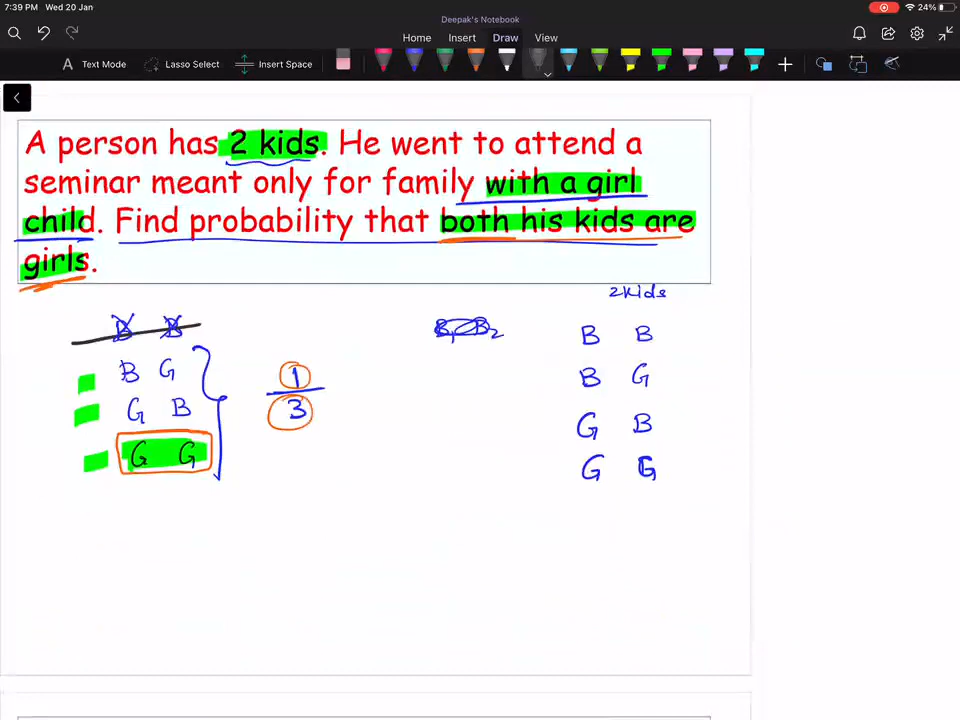 7:39 PM Wed 20 Jan
24%
Deepak's Notebook
Home Insert Draw View
Text Mode Lasso Select Insert Space
A person has 2 kids. He went to attend a
seminar meant only for family with a girl
child. Find probability that both his kids are
girls.
2 kids
B B
B G
G B
G G
1
3
B1 B2
B B
B G
G B
G G